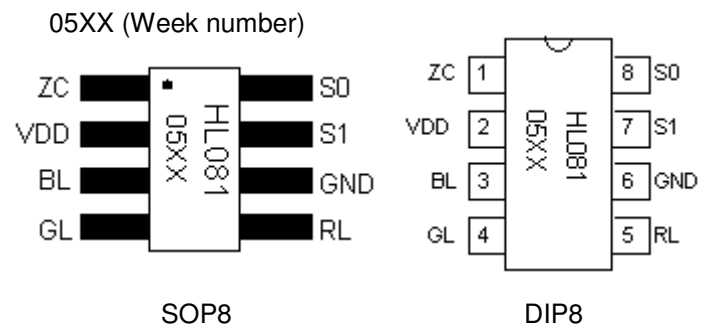 05XX (Week number)
ZC S0
VDD S1
BL GND
GL RL
HL081
05XX
SOP8
ZC 1 8 S0
VDD 2 7 S1
BL 3 6 GND
GL 4 5 RL
HL081
05XX
DIP8